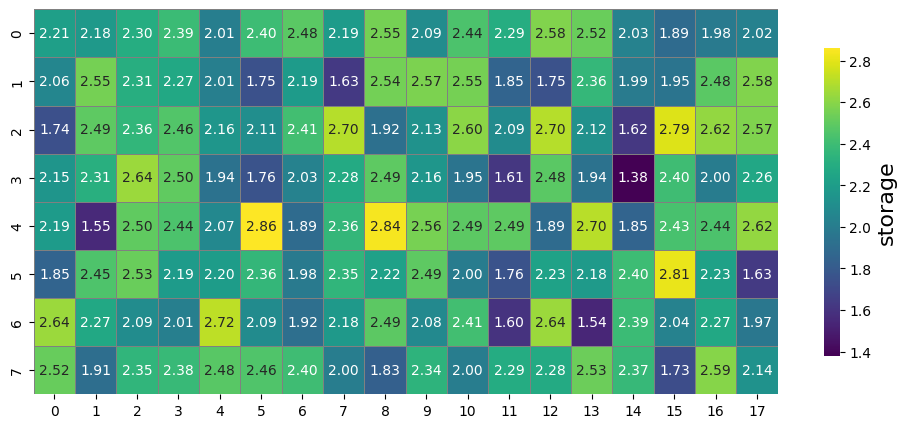 0 2.21 2.18 2.30 2.39 2.01 2.40 2.48 2.19 2.55 2.09 2.44 2.29 2.58 2.52 2.03 1.89 1.98 2.02
1 2.06 2.55 2.31 2.27 2.01 1.75 2.19 1.63 2.54 2.57 2.55 1.85 1.75 2.36 1.99 1.95 2.48 2.58
2 1.74 2.49 2.36 2.46 2.16 2.11 2.41 2.70 1.92 2.13 2.60 2.09 2.70 2.12 1.62 2.79 2.62 2.57
3 2.15 2.31 2.64 2.50 1.94 1.76 2.03 2.28 2.49 2.16 1.95 1.61 2.48 1.94 1.38 2.40 2.00 2.26
4 2.19 1.55 2.50 2.44 2.07 2.86 1.89 2.36 2.84 2.56 2.49 2.49 1.89 2.70 1.85 2.43 2.44 2.62
5 1.85 2.45 2.53 2.19 2.20 2.36 1.98 2.35 2.22 2.49 2.00 1.76 2.23 2.18 2.40 2.81 2.23 1.63
6 2.64 2.27 2.09 2.01 2.72 2.09 1.92 2.18 2.49 2.08 2.41 1.60 2.64 1.54 2.39 2.04 2.27 1.97
7 2.52 1.91 2.35 2.38 2.48 2.46 2.40 2.00 1.83 2.34 2.00 2.29 2.28 2.53 2.37 1.73 2.59 2.14
0 1 2 3 4 5 6 7 8 9 10 11 12 13 14 15 16 17
2.8
2.6
2.4
2.2
2.0
1.8
1.6
1.4
storage